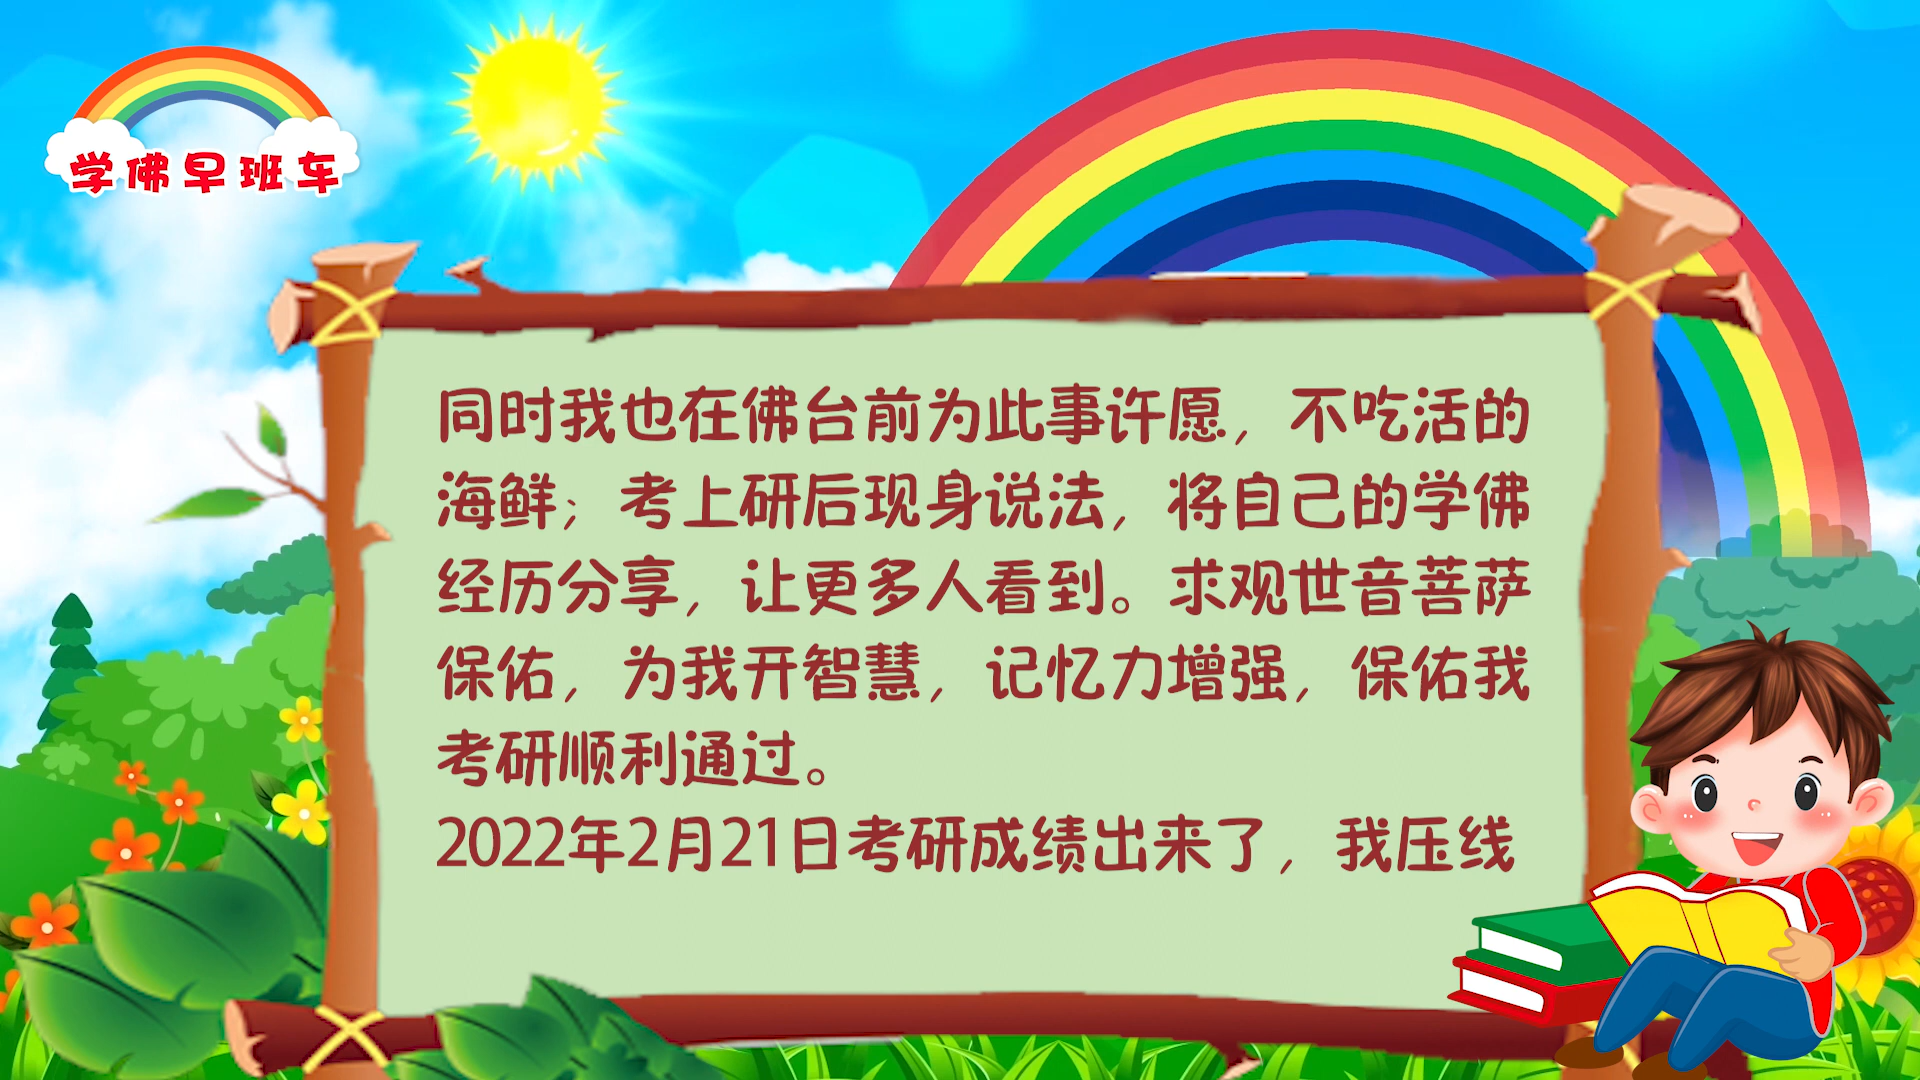 学佛早班车
同时我也在佛台前为此事许愿，不吃活的
海鲜；考上研后现身说法，将自己的学佛
经历分享，让更多人看到。求观世音菩萨
保佑，为我开智慧，记忆力增强，保佑我
考研顺利通过。
2022年2月21日考研成绩出来了，我压线